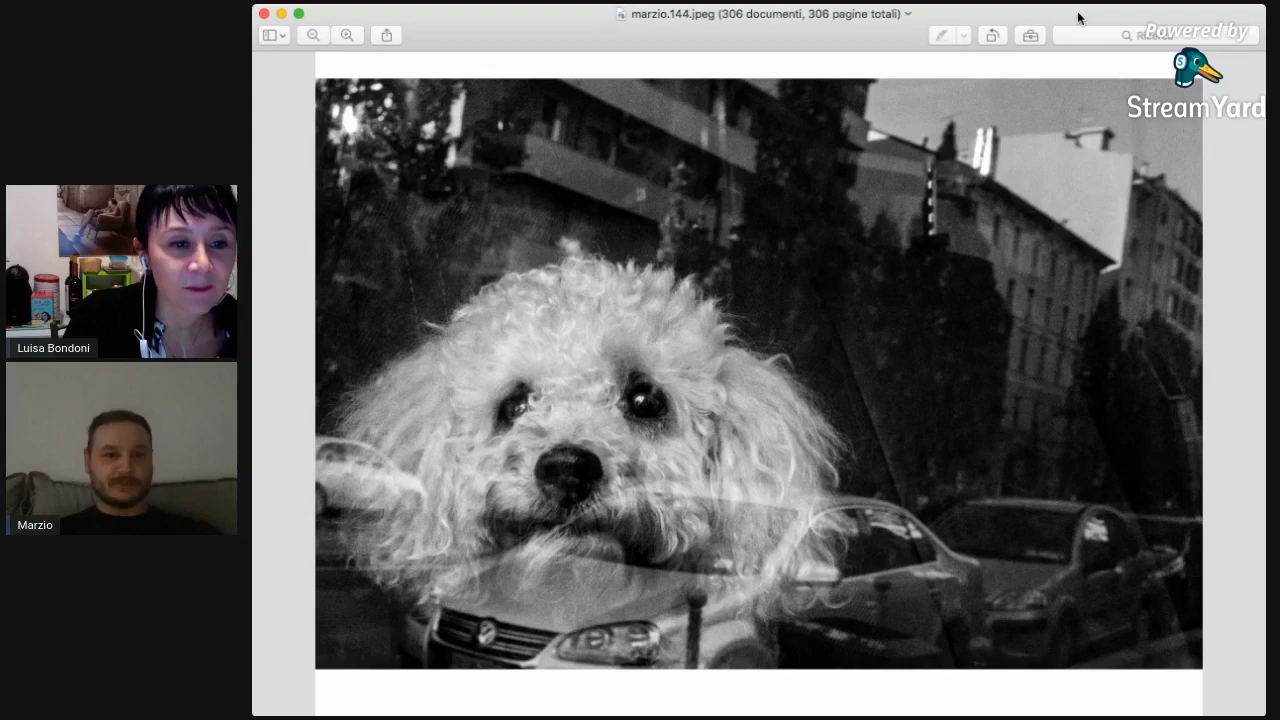 marzio.144.jpeg (306 documenti, 306 pagine totali)
Powered by
StreamYard
Luisa Bondoni
Marzio